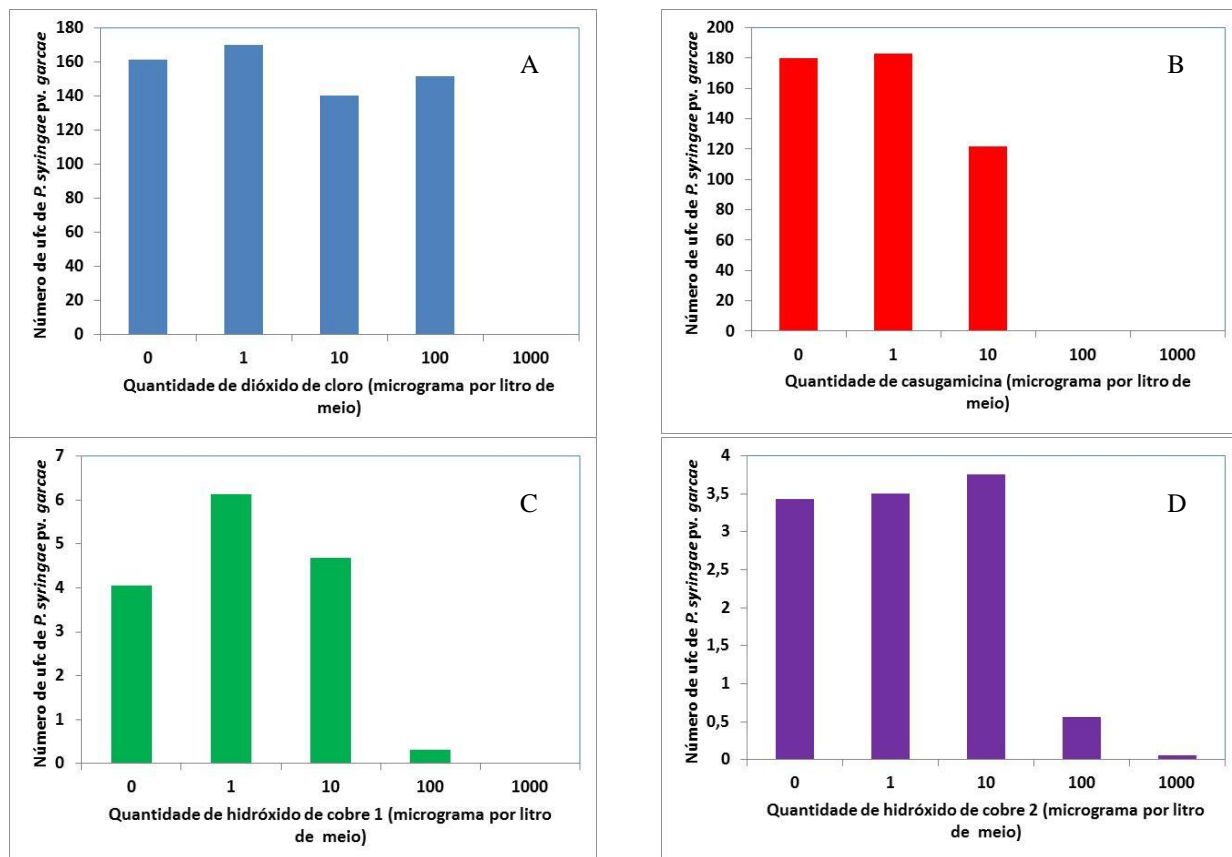 A
Número de ufc de P. syringae pv. garcae
180
160
140
120
100
80
60
40
20
0
0 1 10 100 1000
Quantidade de dióxido de cloro (micrograma por litro de
meio)
B
Número de ufc de P. syringae pv. garcae
200
180
160
140
120
100
80
60
40
20
0
0 1 10 100 1000
Quantidade de casugamicina (micrograma por litro de
meio)
C
Número de ufc de P. syringae pv. garcae
7
6
5
4
3
2
1
0
0 1 10 100 1000
Quantidade de hidróxido de cobre 1 (micrograma por litro
de meio)
D
Número de ufc de P. syringae pv. garcae
4
3,5
3
2,5
2
1,5
1
0,5
0
0 1 10 100 1000
Quantidade de hidróxido de cobre 2 (micrograma por litro
de meio)